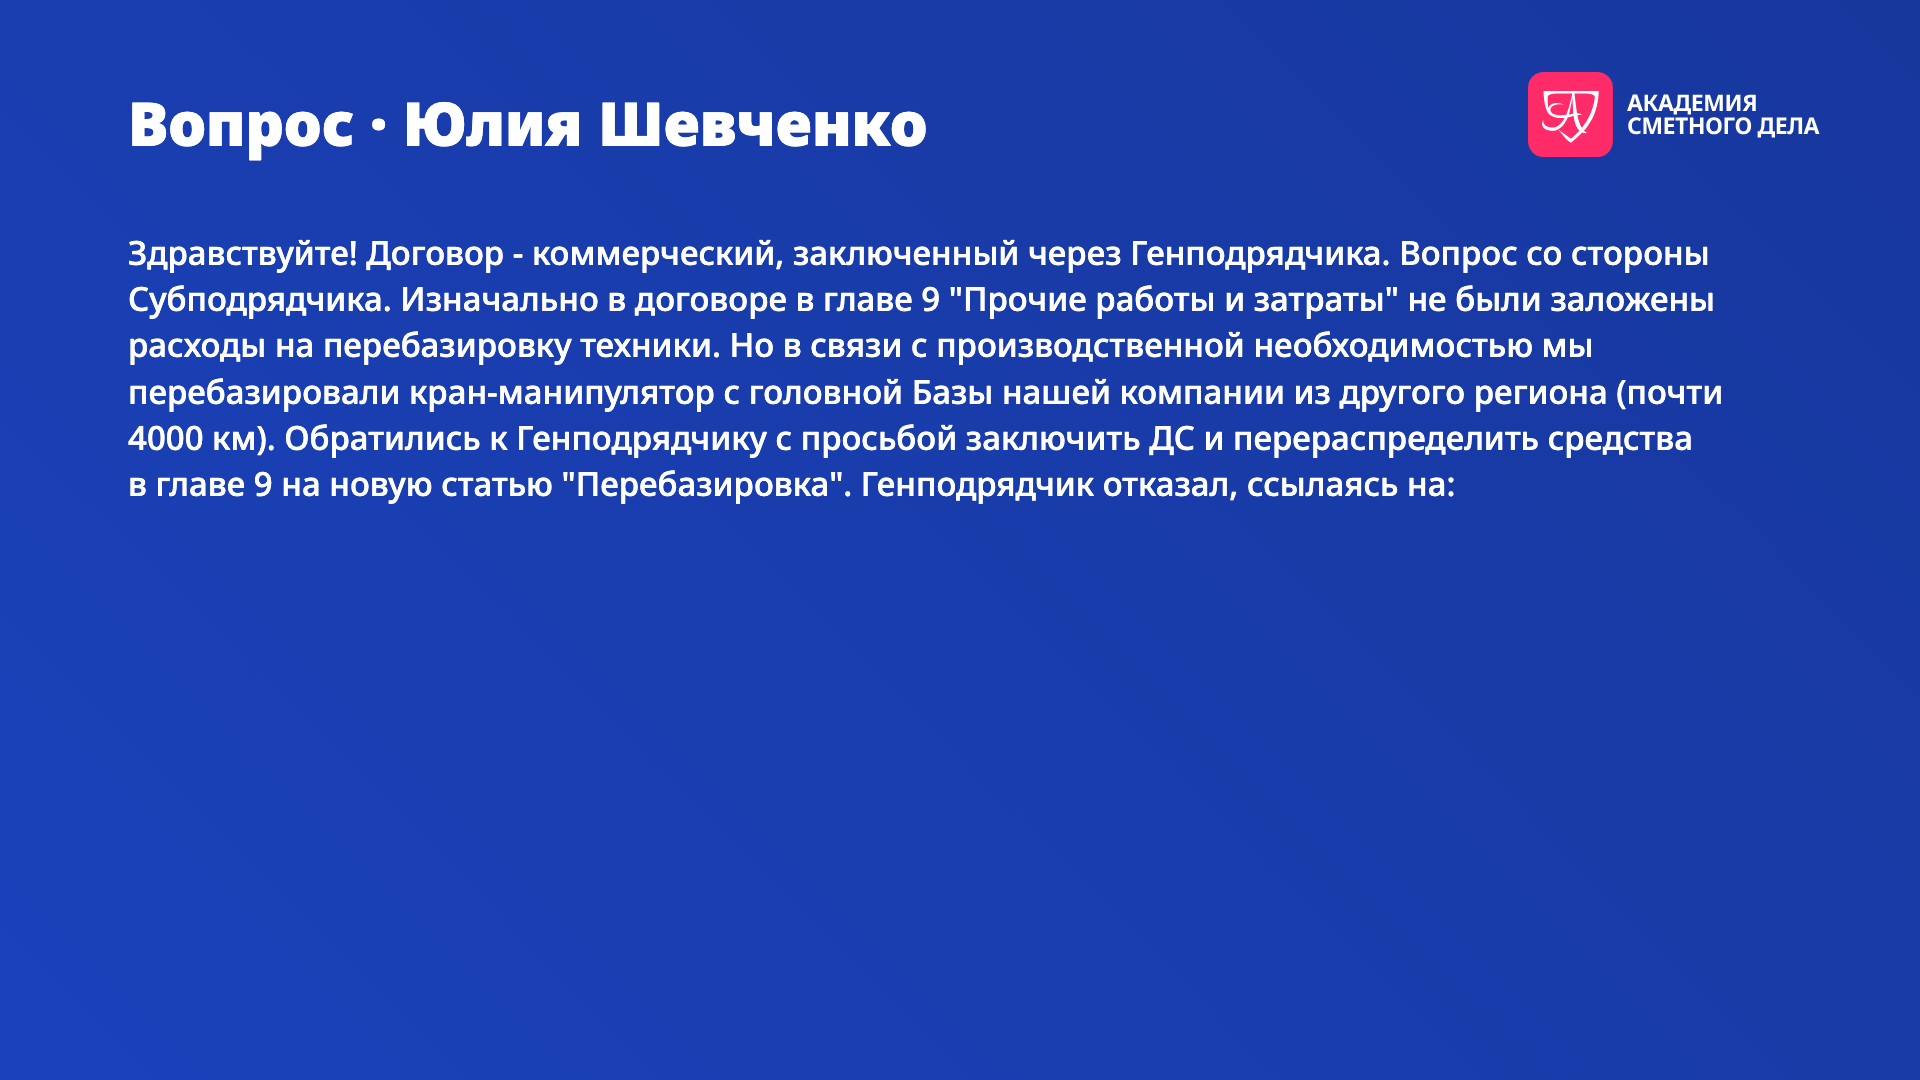 Вопрос · Юлия Шевченко
АКАДЕМИЯ
СМЕТНОГО ДЕЛА
Здравствуйте! Договор - коммерческий, заключенный через Генподрядчика. Вопрос со стороны
Субподрядчика. Изначально в договоре в главе 9 "Прочие работы и затраты" не были заложены
расходы на перебазировку техники. Но в связи с производственной необходимостью мы
перебазировали кран-манипулятор с головной Базы нашей компании из другого региона (почти
4000 км). Обратились к Генподрядчику с просьбой заключить ДС и перераспределить средства
в главе 9 на новую статью "Перебазировка". Генподрядчик отказал, ссылаясь на: